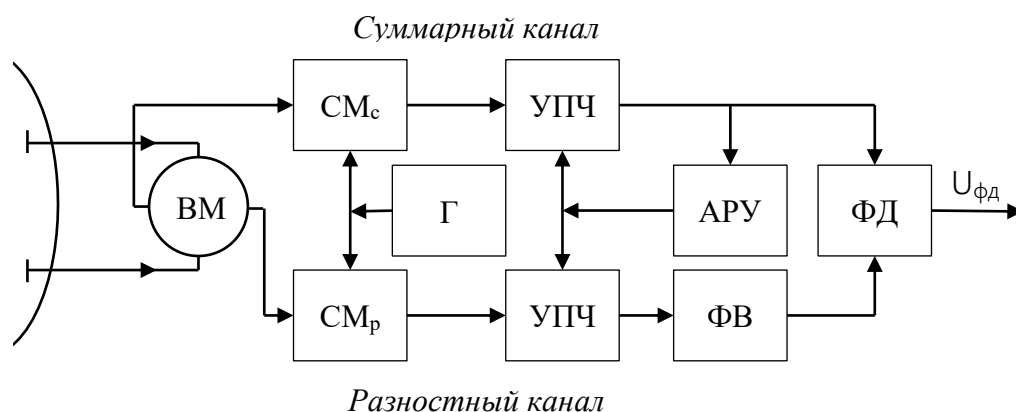 Суммарный канал
СМс
УПЧ
ВМ
Г
АРУ
ФД
Uфд
СМр
УПЧ
ФВ
Разностный канал